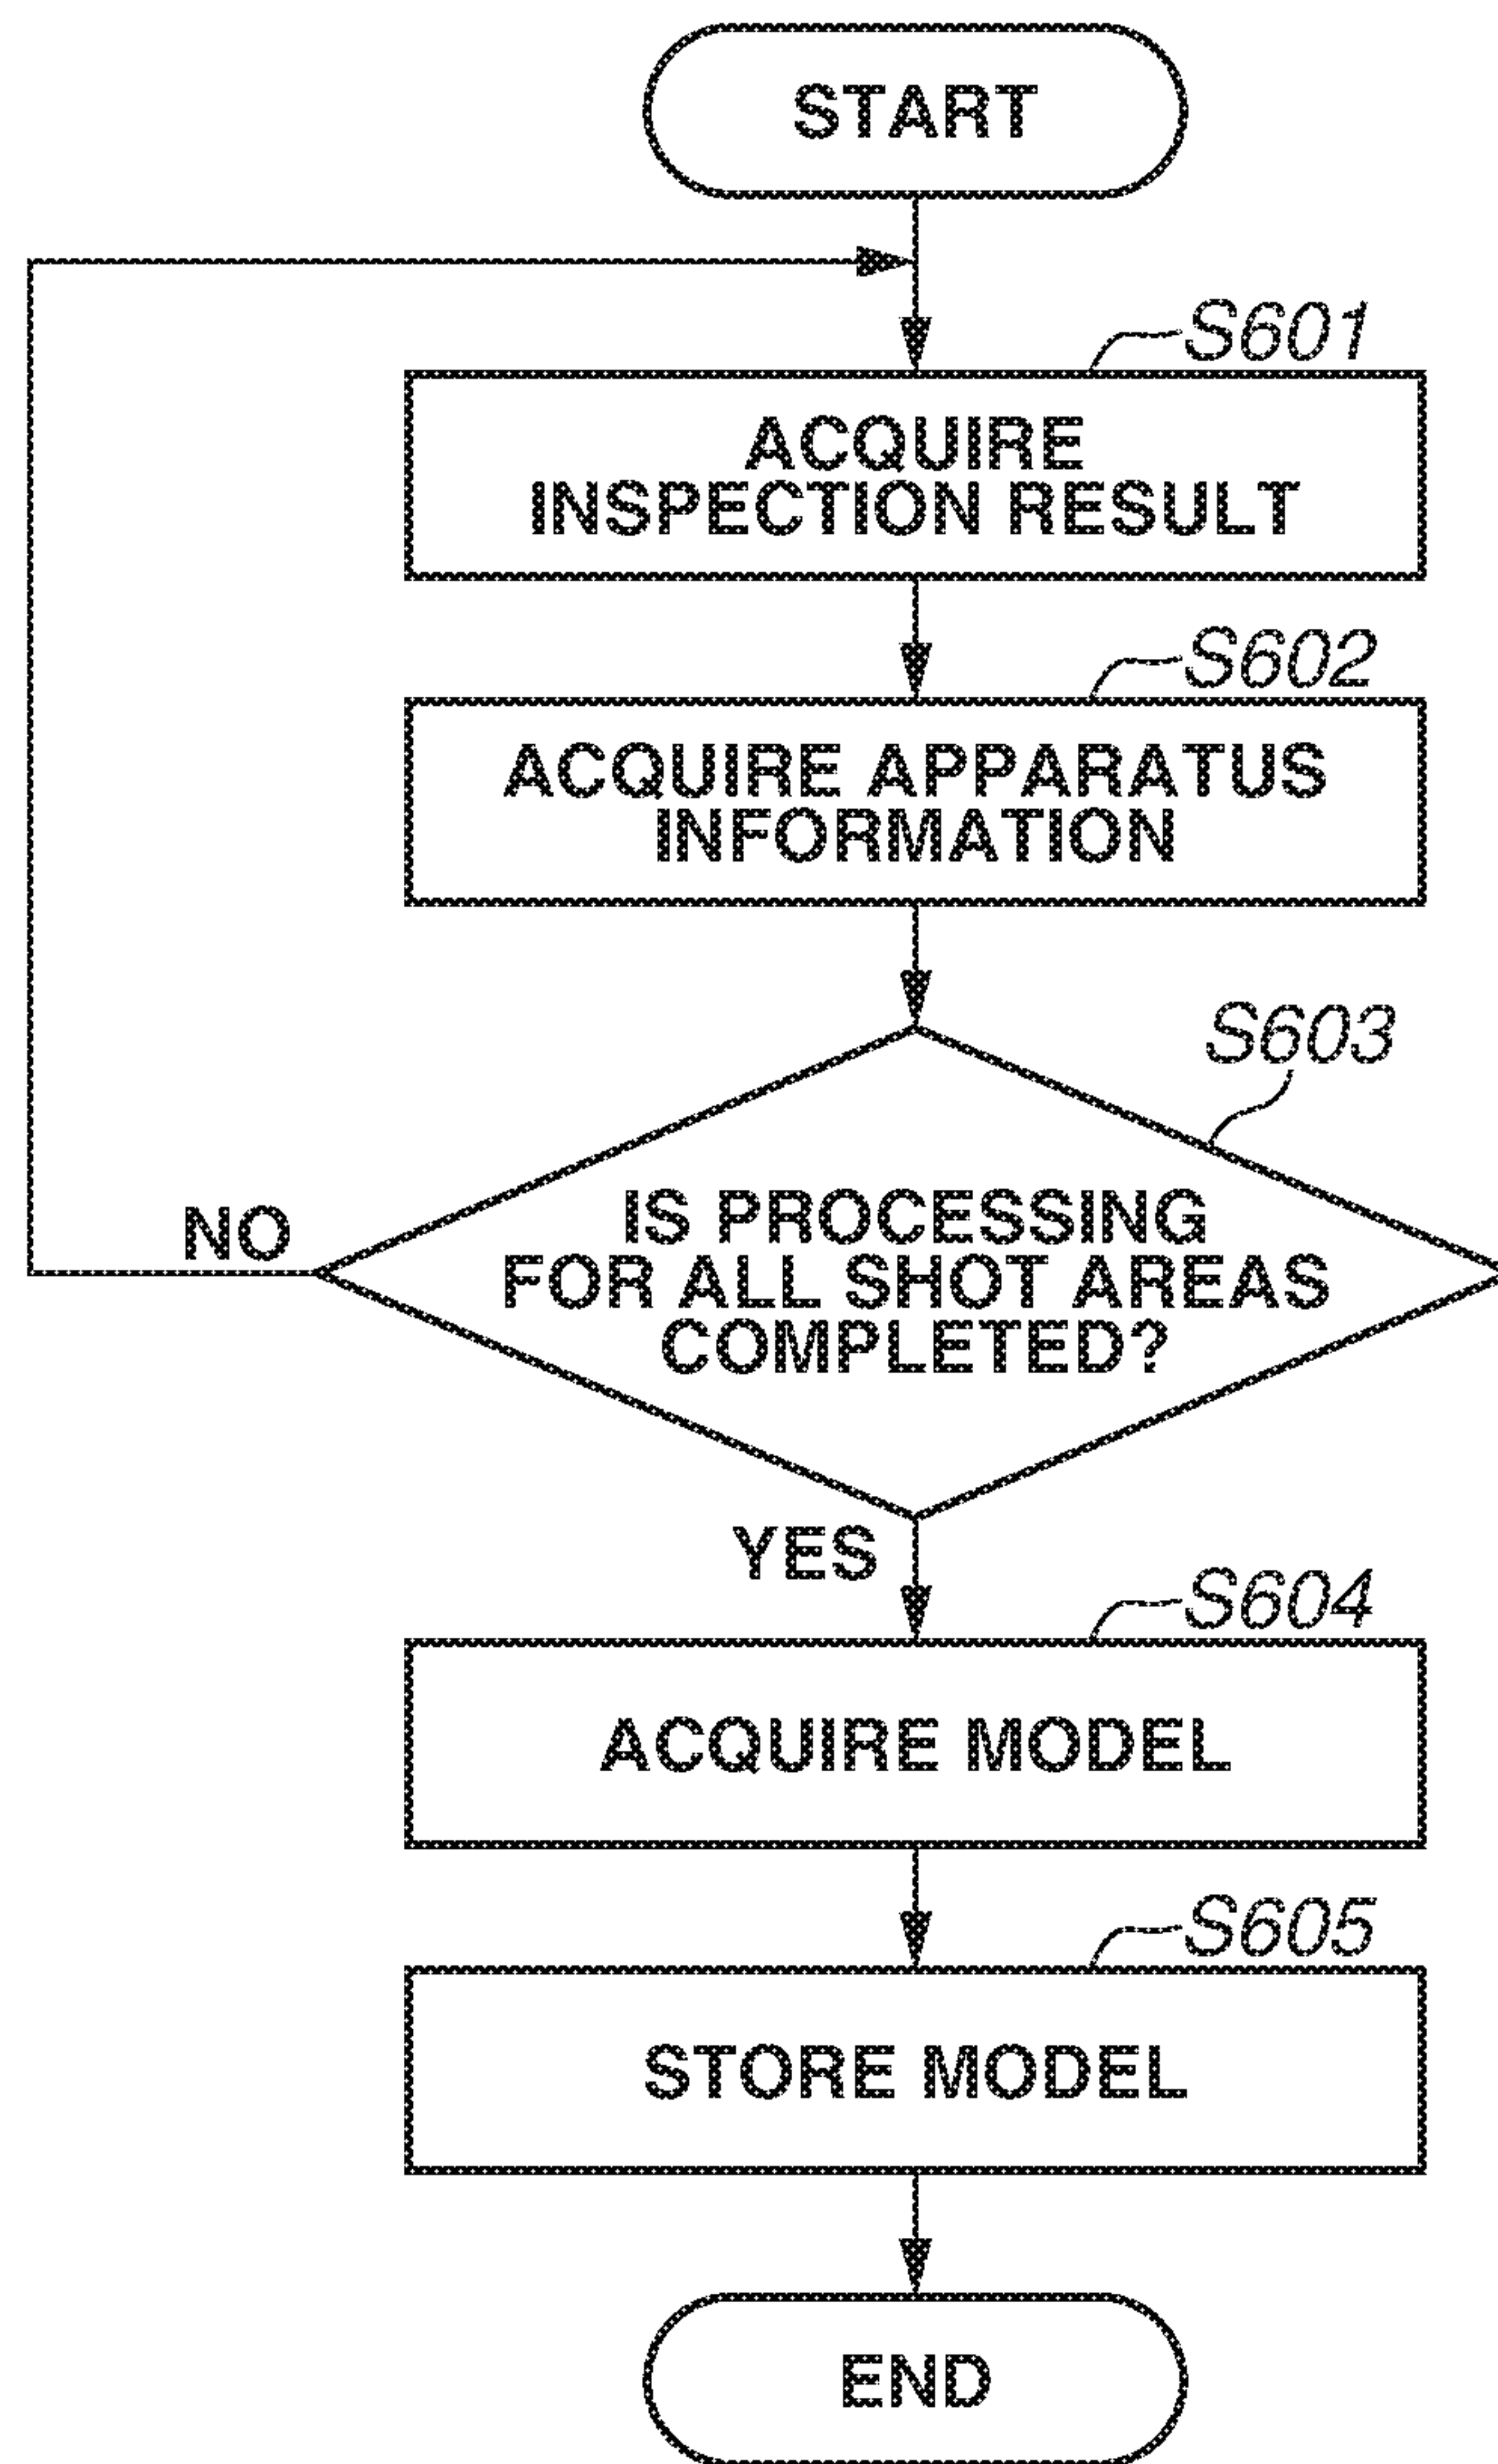 START
S601
ACQUIRE
INSPECTION RESULT
S602
ACQUIRE APPARATUS
INFORMATION
S603
IS PROCESSING
FOR ALL SHOT AREAS
COMPLETED?
NO
YES
S604
ACQUIRE MODEL
S605
STORE MODEL
END